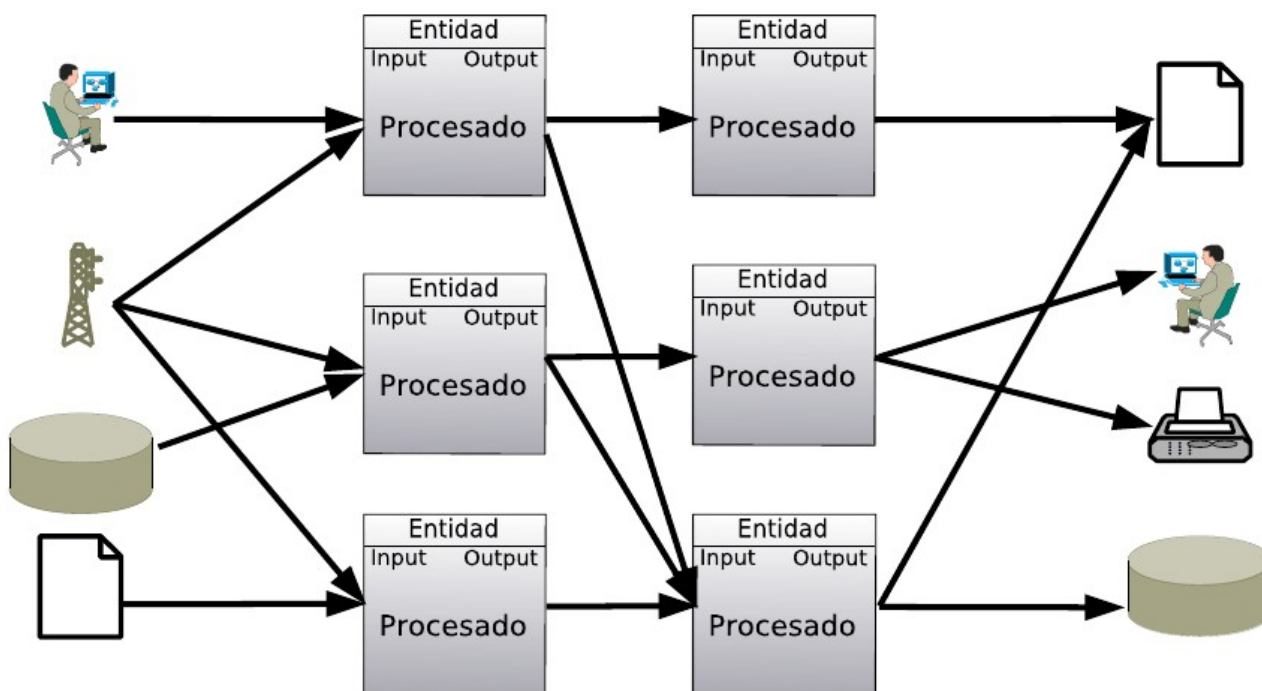 Entidad
Input Output
Procesado
Entidad
Input Output
Procesado
Entidad
Input Output
Procesado
Entidad
Input Output
Procesado
Entidad
Input Output
Procesado
Entidad
Input Output
Procesado